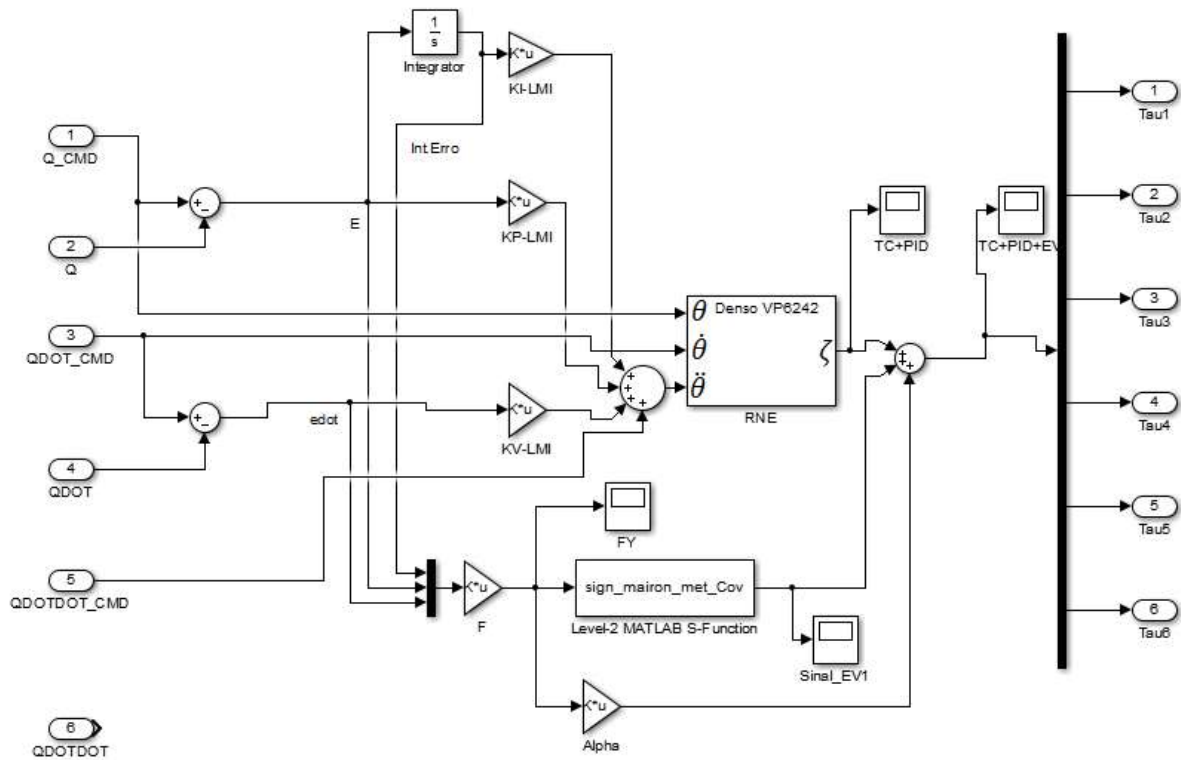 1
s
Integrator
K*u
KI-LMI
1
Q_CMD
Int.Erro
+
−
E
K*u
KP-LMI
2
Q
3
QDOT_CMD
+
−
edot
K*u
KV-LMI
4
QDOT
5
QDOTDOT_CMD
6
QDOTDOT
+
+
+
+
θ
θ̇
θ̈
Denso VP6242
ζ
RNE
TC+PID
TC+PID+EV
+
+
+
FY
K*u
F
sign_mairon_met_Cov
Level-2 MATLAB S-Function
Sinal_EV1
K*u
Alpha
1
Tau1
2
Tau2
3
Tau3
4
Tau4
5
Tau5
6
Tau6